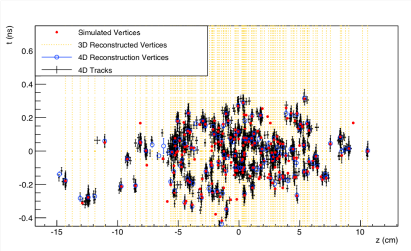 t (ns)
0.6
0.4
0.2
0
-0.2
-0.4
Simulated Vertices
3D Reconstructed Vertices
4D Reconstruction Vertices
4D Tracks
-15
-10
-5
0
5
10
z (cm)